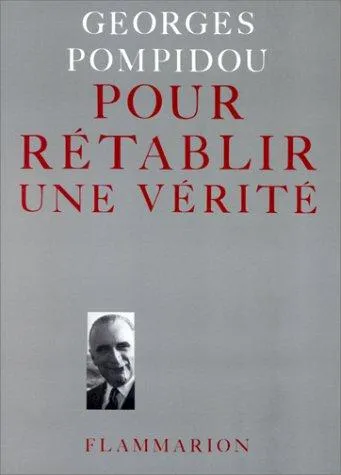 GEORGES
POMPIDOU
POUR
RÉTABLIR
UNE VÉRITÉ
FLAMMARION